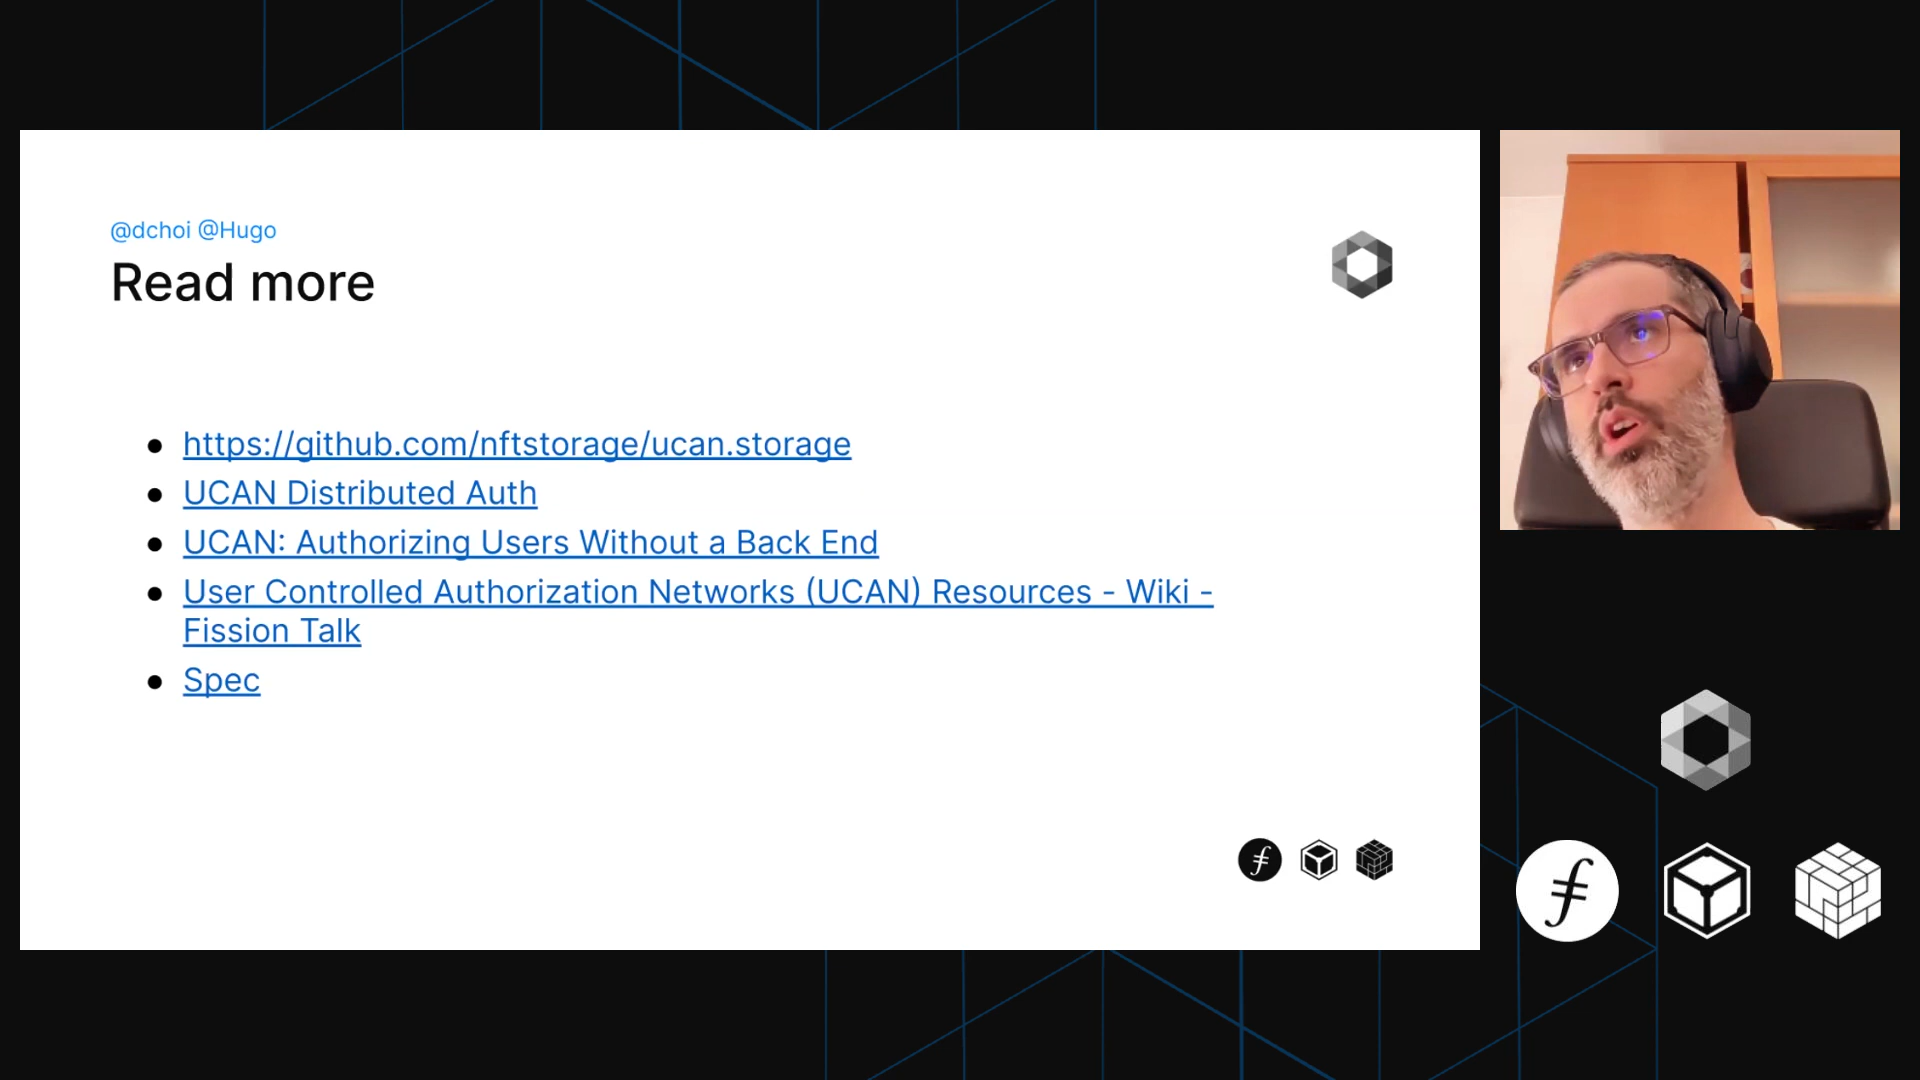 @dchoi @Hugo
Read more
https://github.com/nftstorage/ucan.storage
UCAN Distributed Auth
UCAN: Authorizing Users Without a Back End
User Controlled Authorization Networks (UCAN) Resources - Wiki -
Fission Talk
Spec